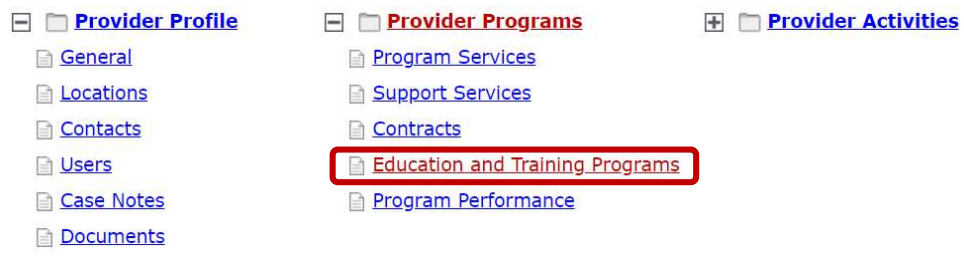 Provider Profile
General
Locations
Contacts
Users
Case Notes
Documents
Provider Programs
Program Services
Support Services
Contracts
Education and Training Programs
Program Performance
Provider Activities